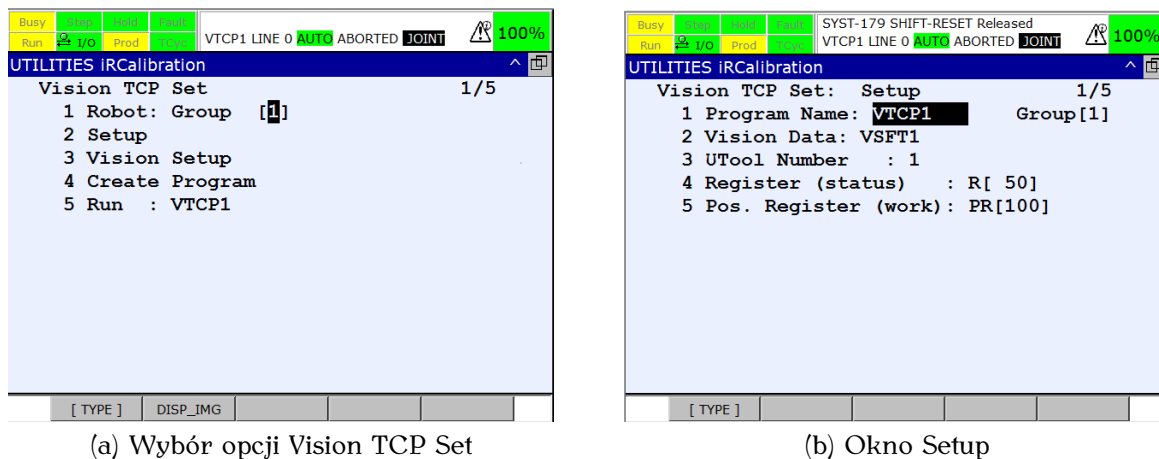 Busy Step Hold Fault
Run I/O Prod TCyc
VTCP1 LINE 0 AUTO ABORTED JOINT
100%
UTILITIES iRCalibration
Vision TCP Set 1/5
1 Robot: Group [1]
2 Setup
3 Vision Setup
4 Create Program
5 Run : VTCP1
[ TYPE ] DISP_IMG
(a) Wybór opcji Vision TCP Set
Busy Step Hold Fault
Run I/O Prod TCyc
SYST-179 SHIFT-RESET Released
VTCP1 LINE 0 AUTO ABORTED JOINT
100%
UTILITIES iRCalibration
Vision TCP Set: Setup 1/5
1 Program Name: VTCP1 Group[1]
2 Vision Data: VSFT1
3 UTool Number : 1
4 Register (status) : R[ 50]
5 Pos. Register (work): PR[100]
[ TYPE ]
(b) Okno Setup